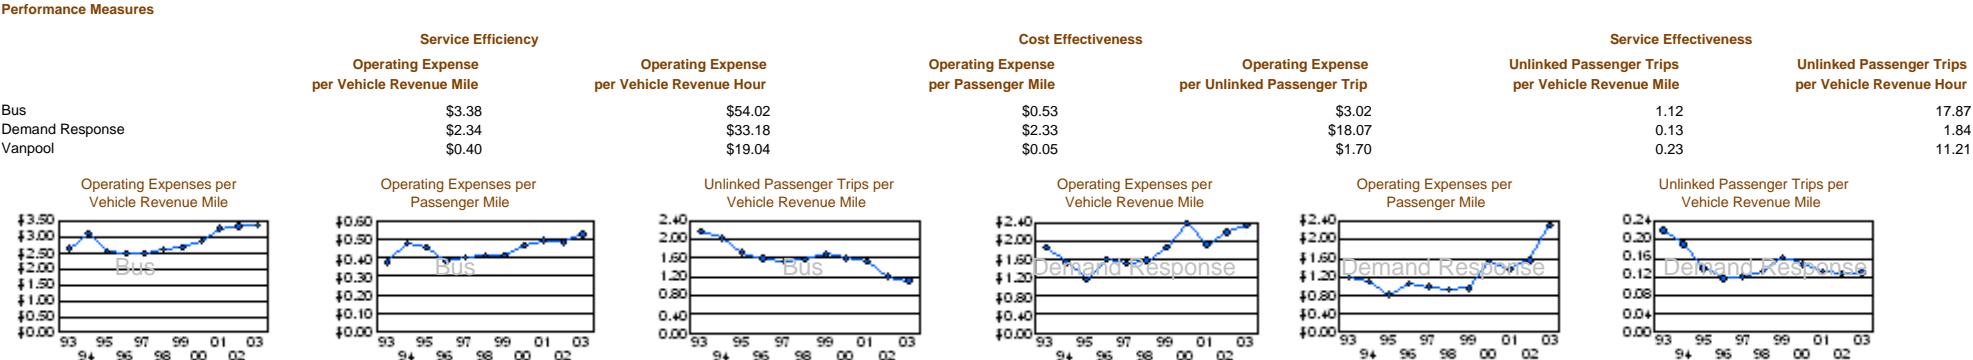 Performance Measures
Service Efficiency Cost Effectiveness Service Effectiveness
Operating Expense Operating Expense Operating Expense Operating Expense Unlinked Passenger Trips Unlinked Passenger Trips
per Vehicle Revenue Mile per Vehicle Revenue Hour per Passenger Mile per Unlinked Passenger Trip per Vehicle Revenue Mile per Vehicle Revenue Hour
Bus $3.38 $54.02 $0.53 $3.02 1.12 17.87
Demand Response $2.34 $33.18 $2.33 $18.07 0.13 1.84
Vanpool $0.40 $19.04 $0.05 $1.70 0.23 11.21
Operating Expenses per
Vehicle Revenue Mile
$3.50
$3.00
$2.50
$2.00
$1.50
$1.00
$0.50
$0.00
Bus
93 95 97 99 01 03
94 96 98 00 02
Operating Expenses per
Passenger Mile
$0.60
$0.50
$0.40
$0.30
$0.20
$0.10
$0.00
Bus
93 95 97 99 01 03
94 96 98 00 02
Unlinked Passenger Trips per
Vehicle Revenue Mile
2.40
2.00
1.60
1.20
0.80
0.40
0.00
Bus
93 95 97 99 01 03
94 96 98 00 02
Operating Expenses per
Vehicle Revenue Mile
$2.40
$2.00
$1.60
$1.20
$0.80
$0.40
$0.00
Demand Response
93 95 97 99 01 03
94 96 98 00 02
Operating Expenses per
Passenger Mile
$2.40
$2.00
$1.60
$1.20
$0.80
$0.40
$0.00
Demand Response
93 95 97 99 01 03
94 96 98 00 02
Unlinked Passenger Trips per
Vehicle Revenue Mile
0.24
0.20
0.16
0.12
0.08
0.04
0.00
Demand Response
93 95 97 99 01 03
94 96 98 00 02